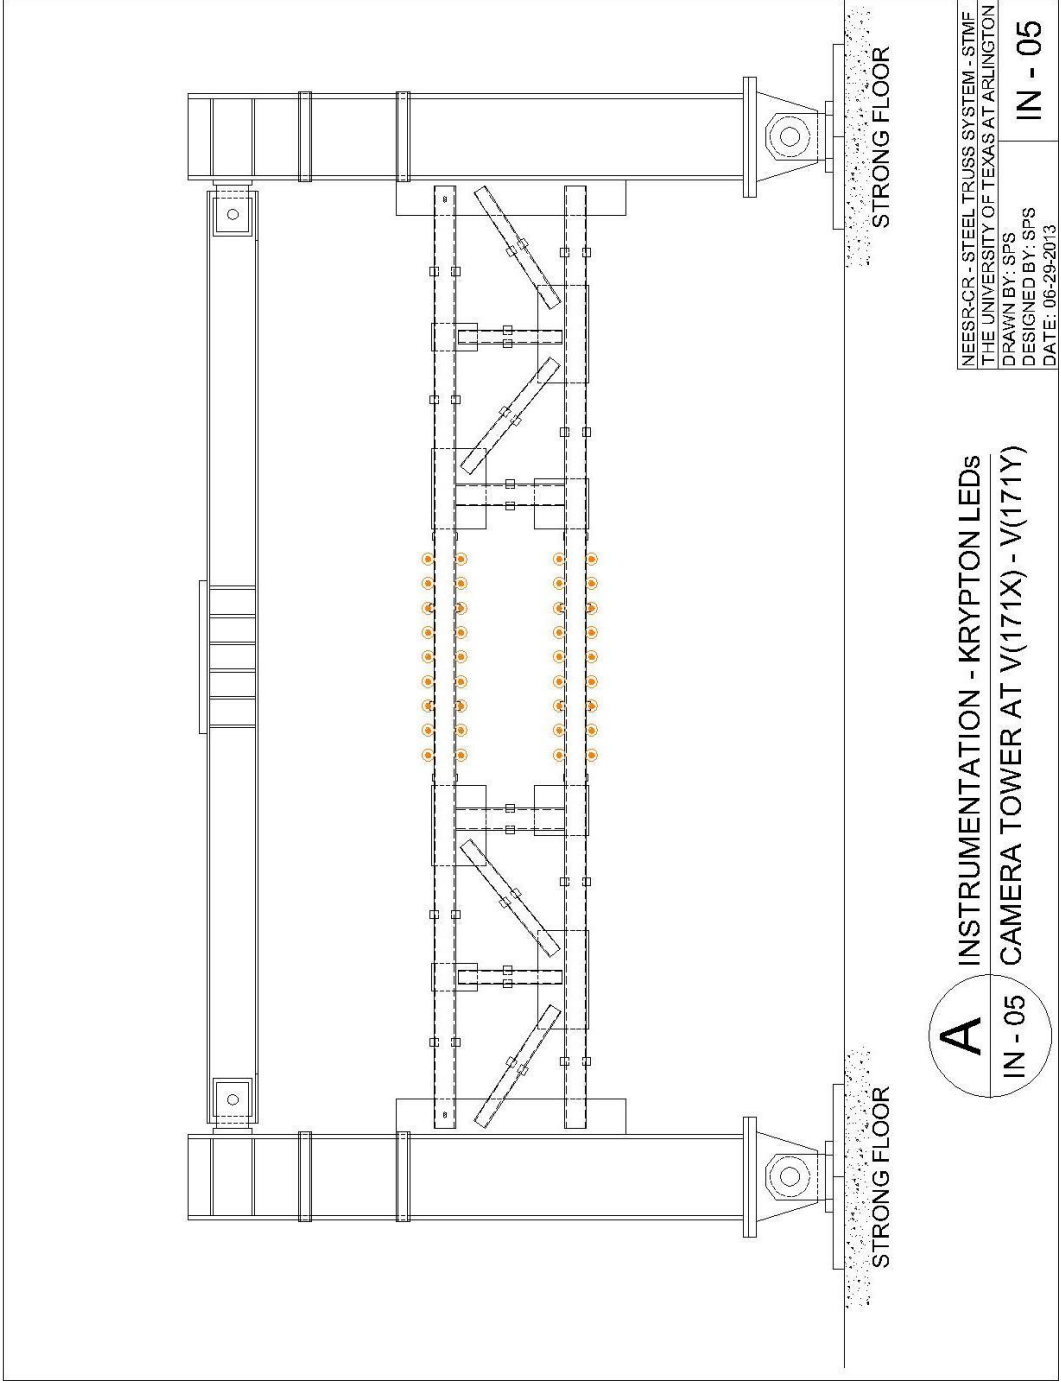 STRONG FLOOR
STRONG FLOOR
A
IN - 05
INSTRUMENTATION - KRYPTON LEDs
CAMERA TOWER AT V(171X) - V(171Y)
NEESR-CR - STEEL TRUSS SYSTEM - STMF
THE UNIVERSITY OF TEXAS AT ARLINGTON
DRAWN BY: SPS
DESIGNED BY: SPS
DATE: 06-29-2013
IN - 05